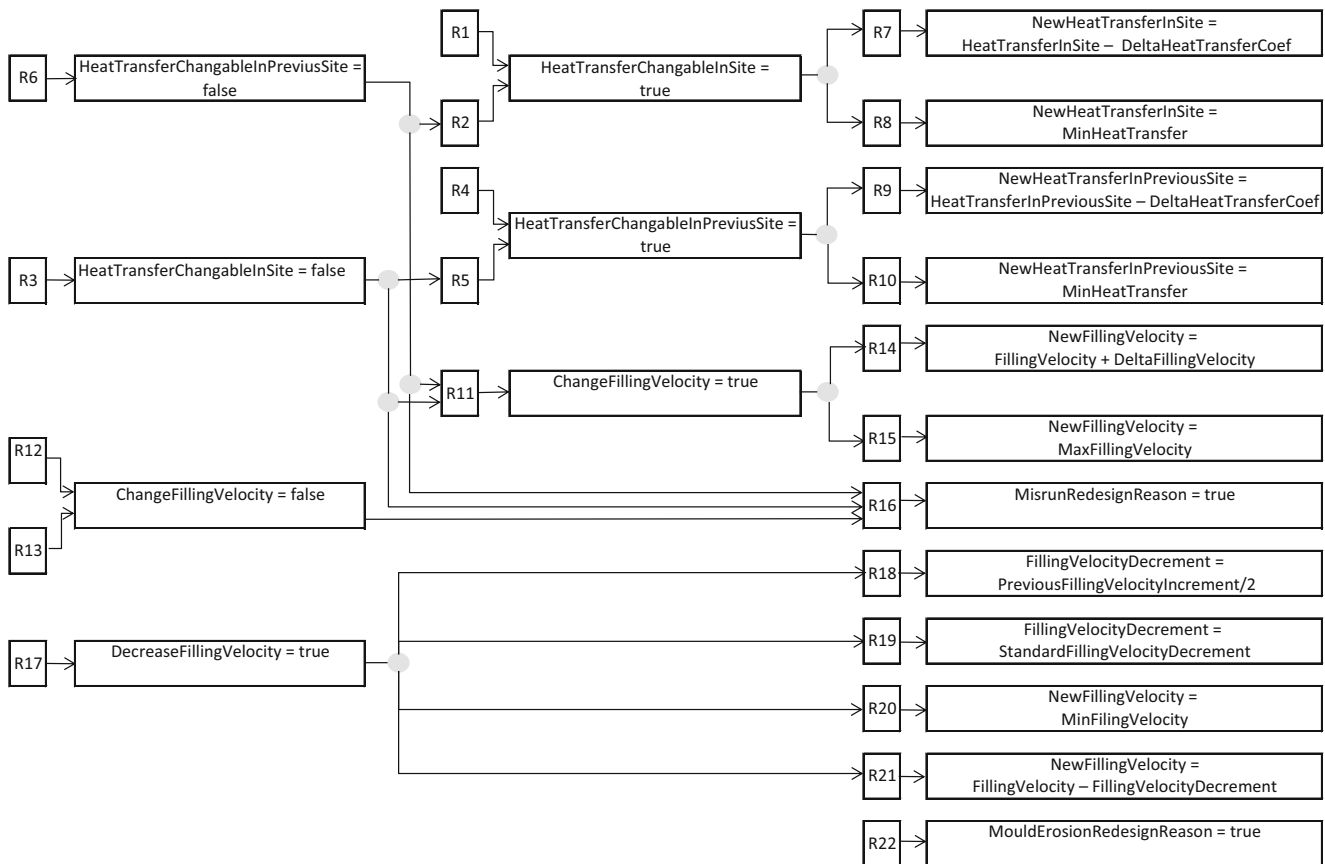 R1
R7
NewHeatTransferInSite =
HeatTransferInSite – DeltaHeatTransferCoef
R6
HeatTransferChangableInPreviusSite =
false
HeatTransferChangableInSite =
true
R2
R8
NewHeatTransferInSite =
MinHeatTransfer
R4
R9
NewHeatTransferInPreviousSite =
HeatTransferInPreviousSite – DeltaHeatTransferCoef
HeatTransferChangableInPreviusSite =
true
R3
HeatTransferChangableInSite = false
R5
R10
NewHeatTransferInPreviousSite =
MinHeatTransfer
R14
NewFillingVelocity =
FillingVelocity + DeltaFillingVelocity
R11
ChangeFillingVelocity = true
R15
NewFillingVelocity =
MaxFillingVelocity
R12
ChangeFillingVelocity = false
R16
MisrunRedesignReason = true
R13
R18
FillingVelocityDecrement =
PreviousFillingVelocityIncrement/2
R17
DecreaseFillingVelocity = true
R19
FillingVelocityDecrement =
StandardFillingVelocityDecrement
R20
NewFillingVelocity =
MinFilingVelocity
R21
NewFillingVelocity =
FillingVelocity – FillingVelocityDecrement
R22
MouldErosionRedesignReason = true